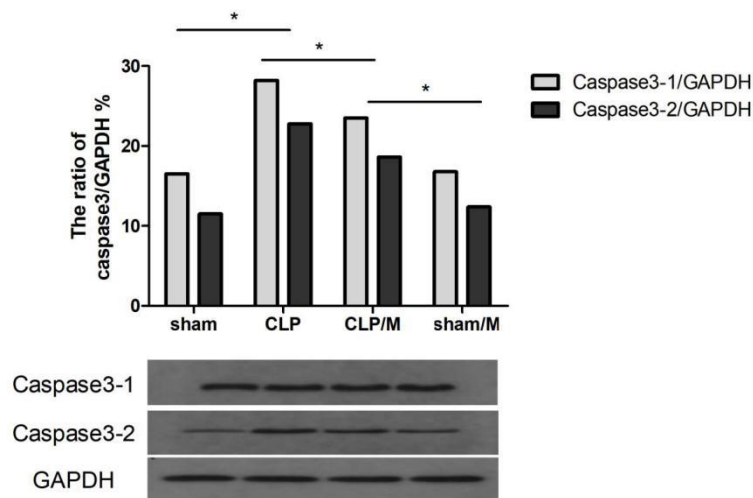 *
*
*
30
20
10
0
The ratio of
caspase3/GAPDH %
Caspase3-1/GAPDH
Caspase3-2/GAPDH
sham CLP CLP/M sham/M
Caspase3-1
Caspase3-2
GAPDH